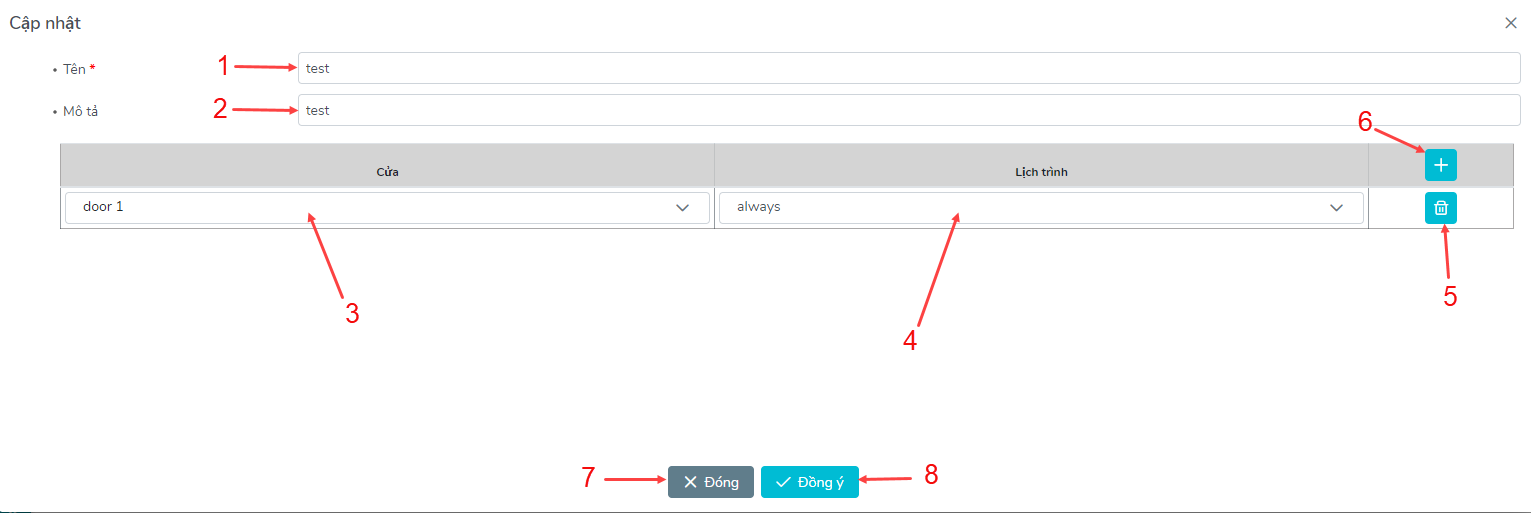 Cập nhật
• Tên * 1 test
• Mô tả 2 test
6
Cửa Lịch trình
door 1 always
3 4 5
7 Đóng Đồng ý 8